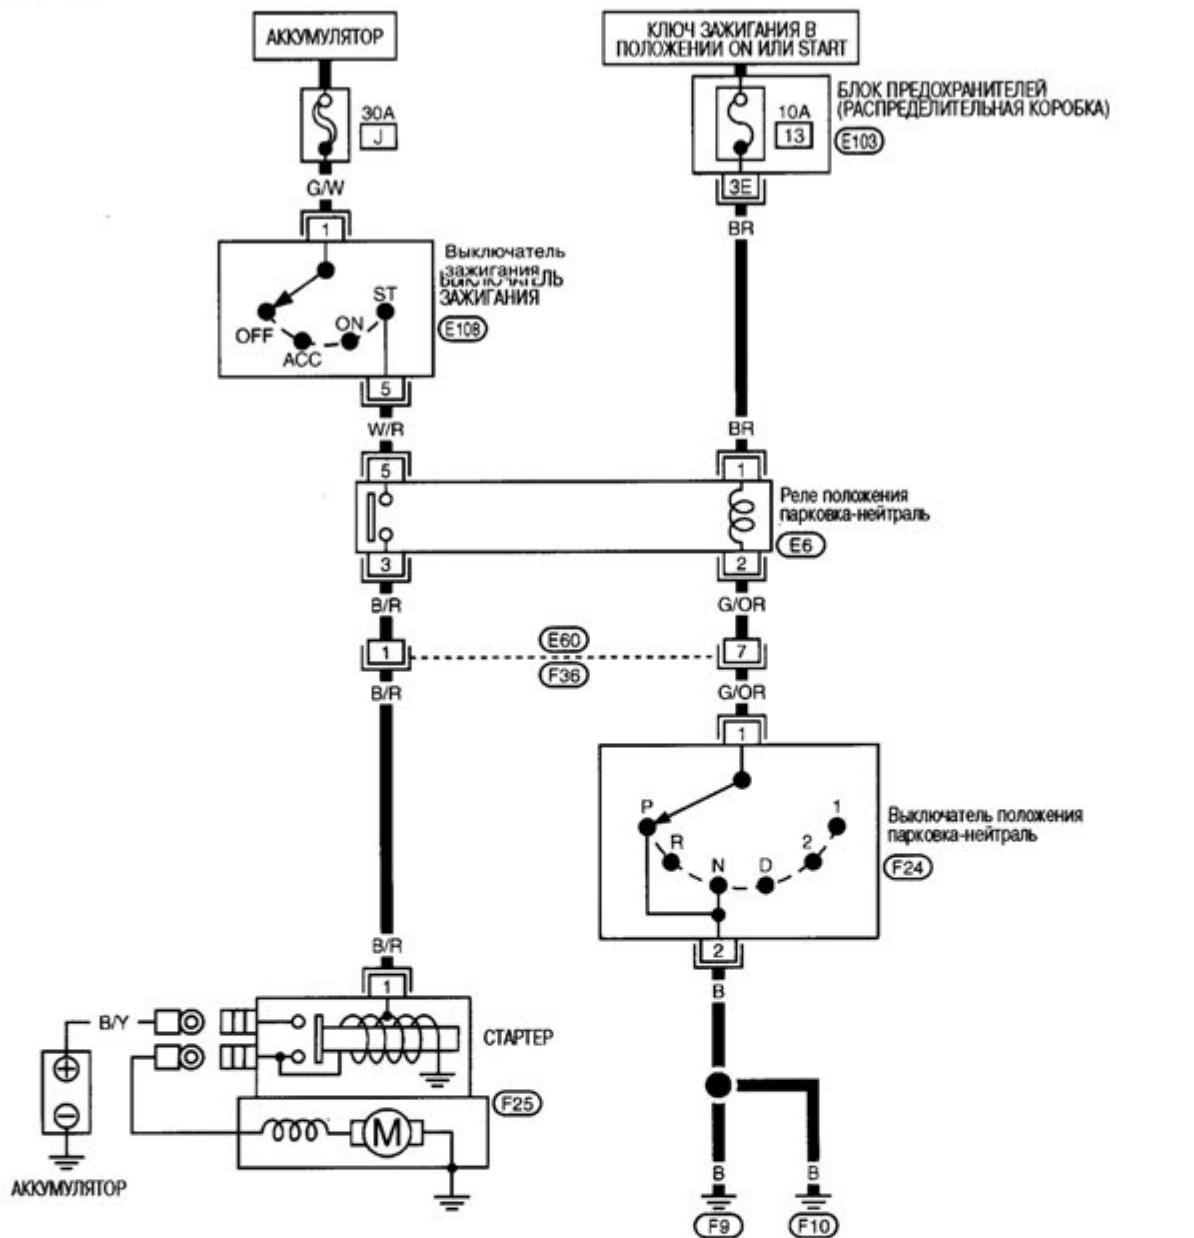 АККУМУЛЯТОР
КЛЮЧ ЗАЖИГАНИЯ В
ПОЛОЖЕНИИ ON ИЛИ START
30A
J
10A
13
БЛОК ПРЕДОХРАНИТЕЛЕЙ
(РАСПРЕДЕЛИТЕЛЬНАЯ КОРОБКА)
E103
3E
G/W
1
BR
Выключатель
зажигания
ВЫКЛЮЧАТЕЛЬ
ЗАЖИГАНИЯ
E108
OFF
ACC
ON
ST
5
W/R
BR
5
1
Реле положения
парковка-нейтраль
E6
3
2
B/R
G/OR
1
E60
F36
7
B/R
G/OR
1
P
R
N
D
2
1
Выключатель положения
парковка-нейтраль
F24
2
B
B/R
1
B/Y
СТАРТЕР
F25
M
АККУМУЛЯТОР
B
B
F9
F10